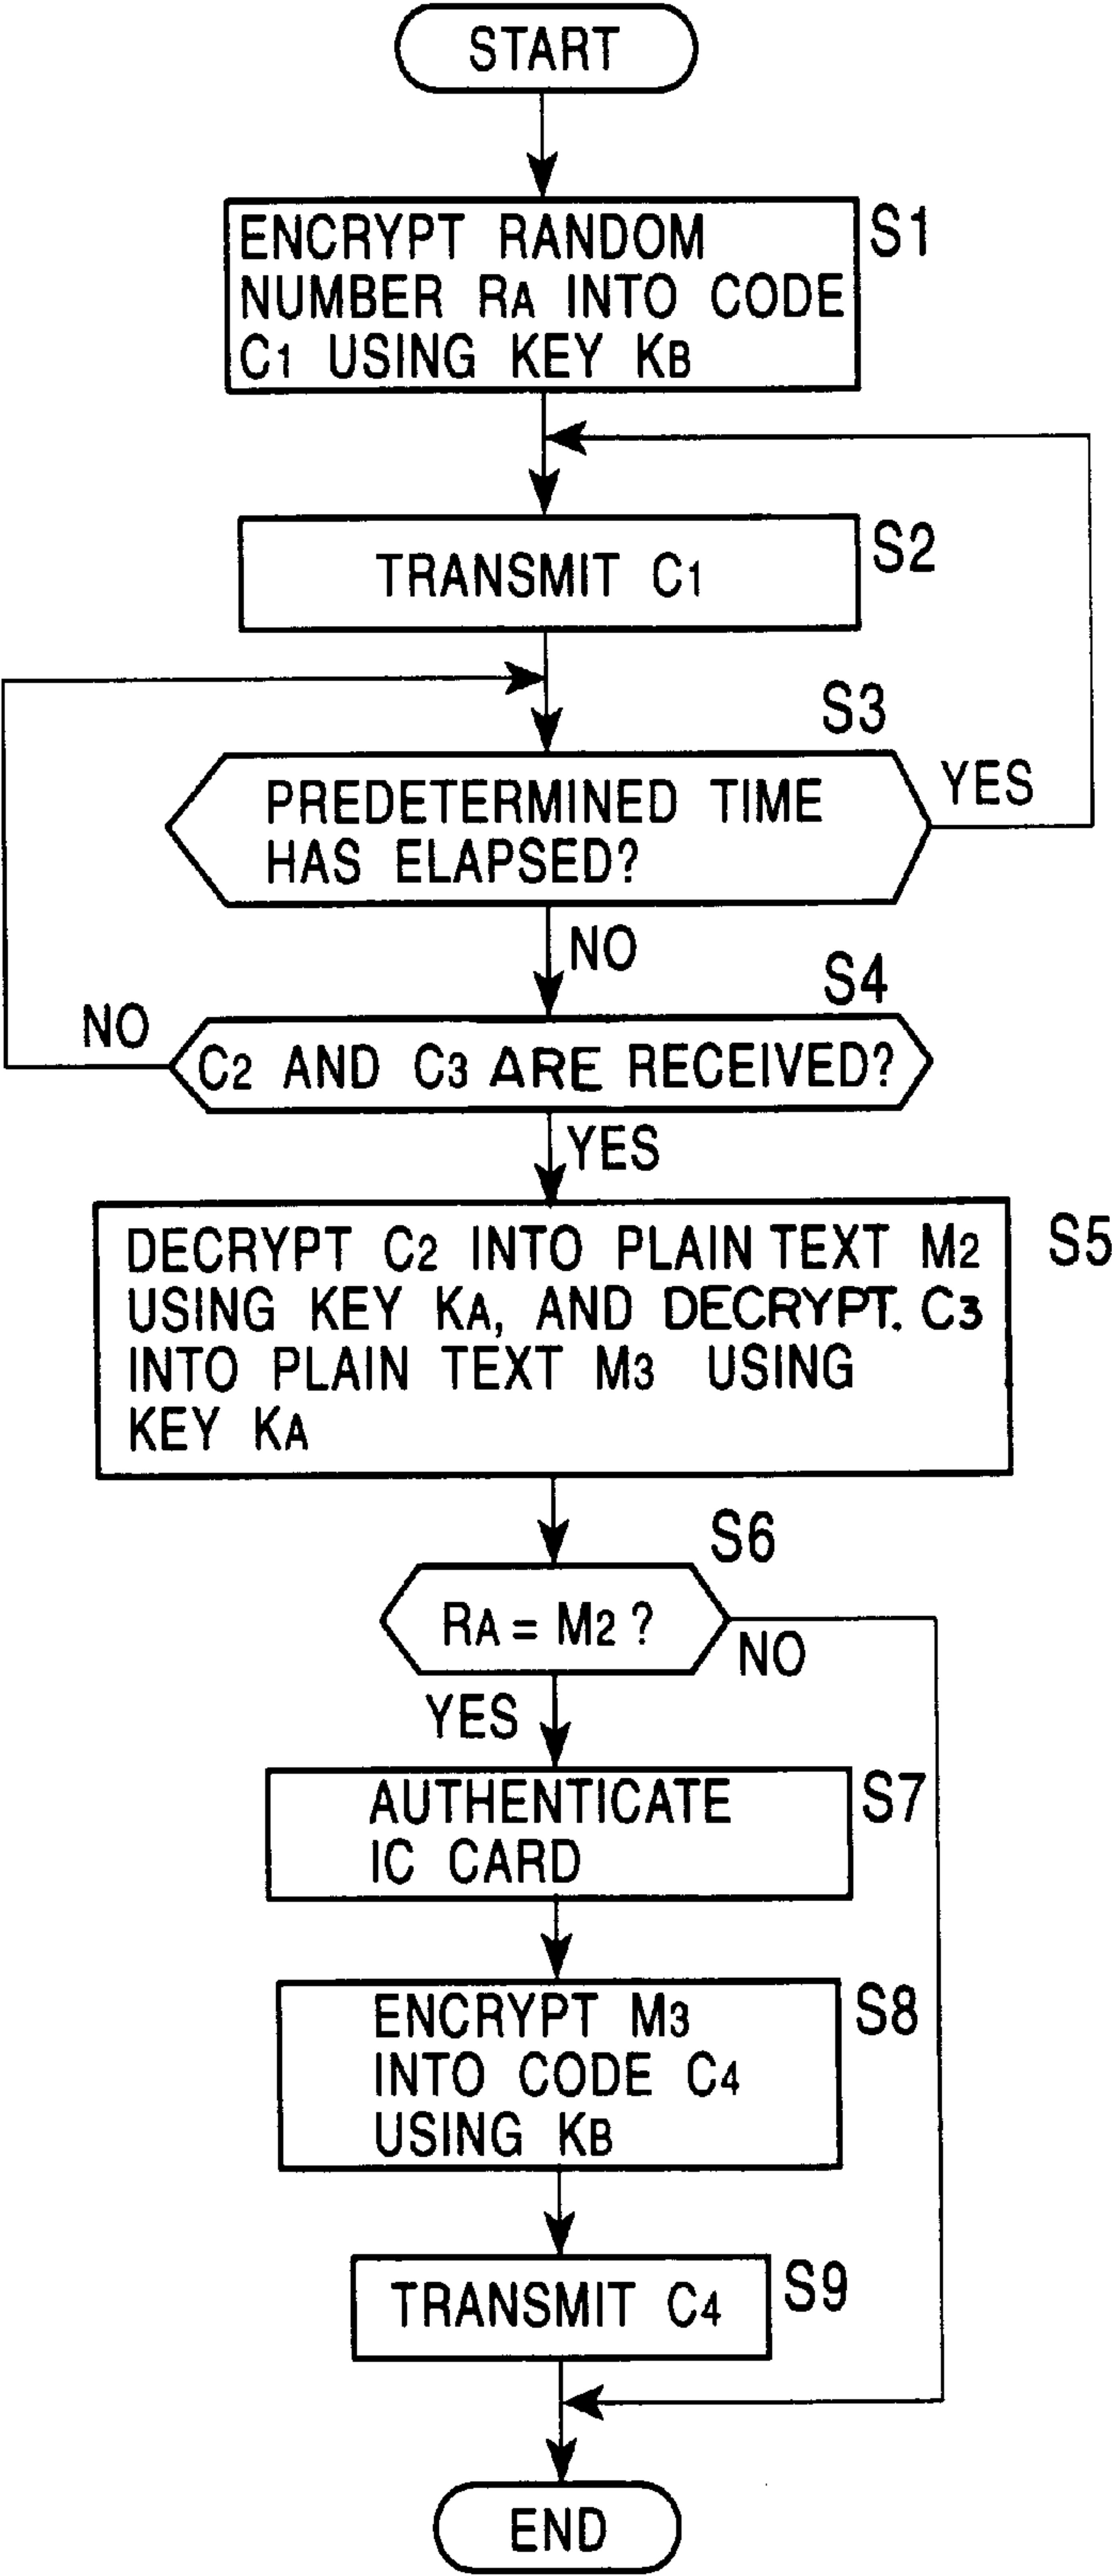 START
S1
ENCRYPT RANDOM
NUMBER RA INTO CODE
C1 USING KEY KB
S2
TRANSMIT C1
S3
PREDETERMINED TIME
HAS ELAPSED?
YES
NO
S4
NO
C2 AND C3 ARE RECEIVED?
YES
S5
DECRYPT C2 INTO PLAIN TEXT M2
USING KEY KA, AND DECRYPT. C3
INTO PLAIN TEXT M3 USING
KEY KA
S6
RA = M2 ?
NO
YES
S7
AUTHENTICATE
IC CARD
S8
ENCRYPT M3
INTO CODE C4
USING KB
S9
TRANSMIT C4
END